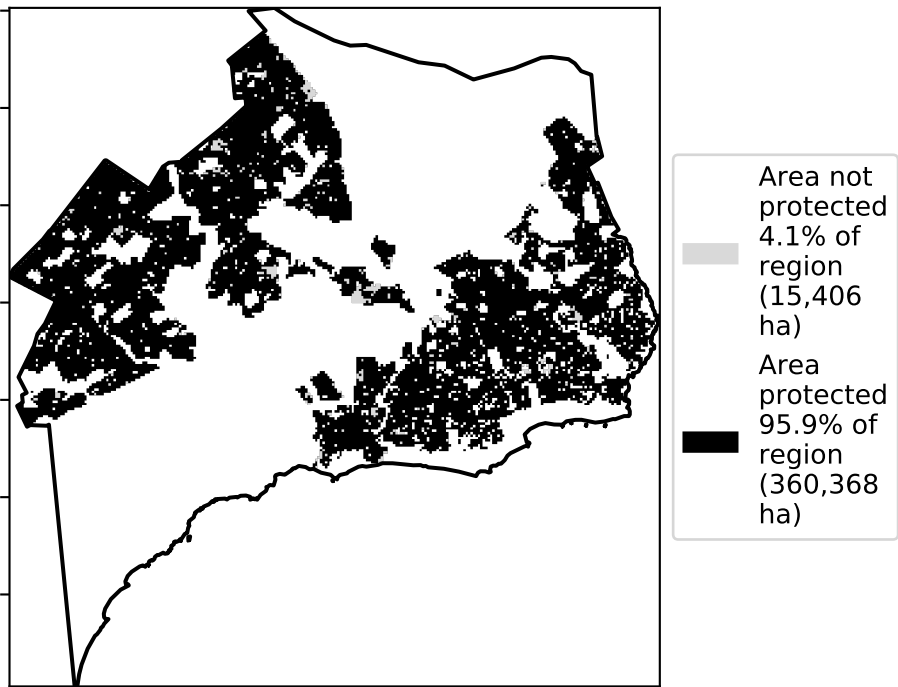 Area not
protected
4.1% of
region
(15,406
ha)
Area
protected
95.9% of
region
(360,368
ha)